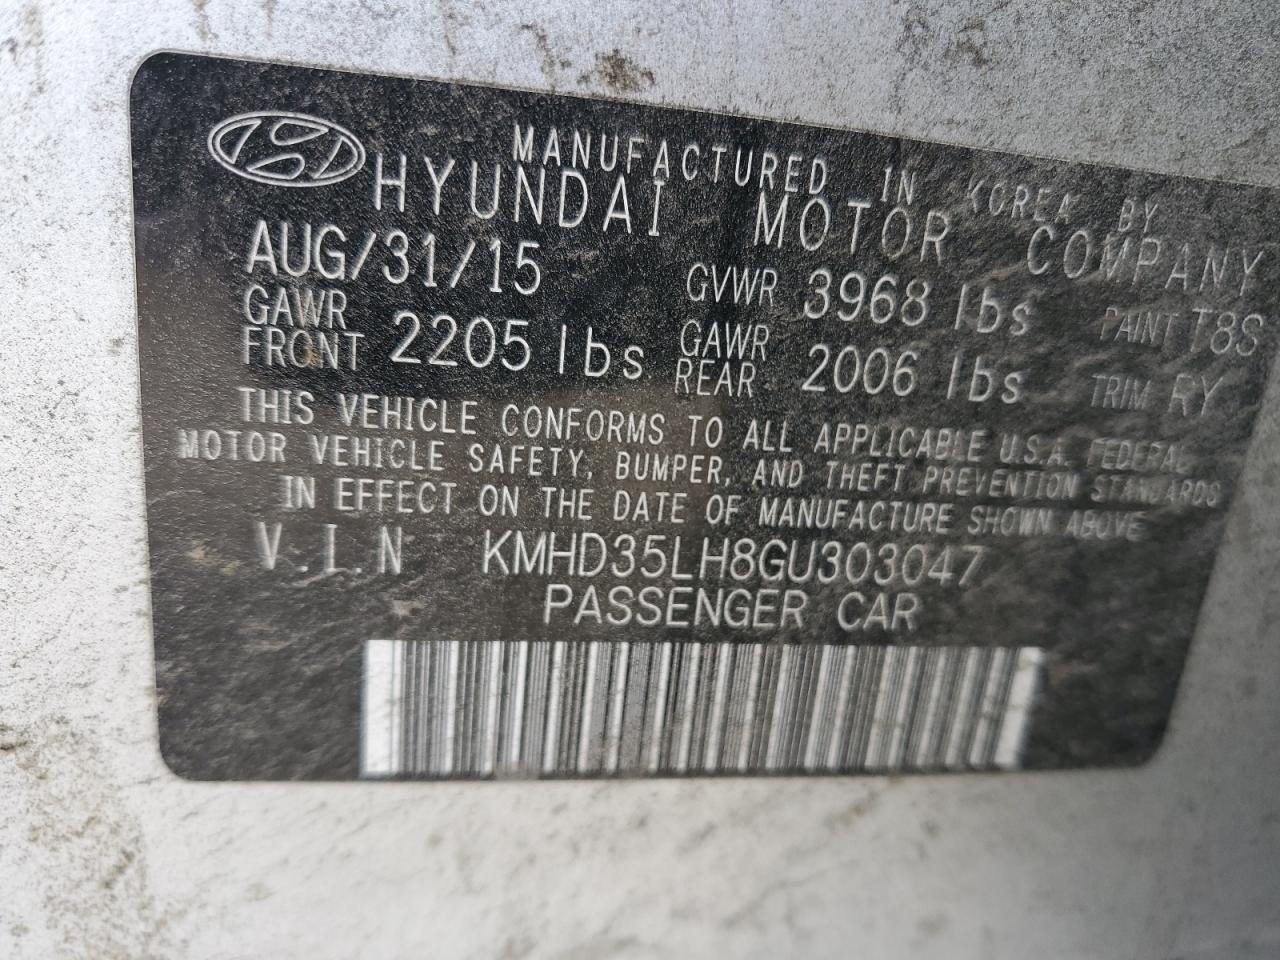 MANUFACTURED IN KOREA BY
HYUNDAI MOTOR COMPANY
AUG/31/15 GVWR 3968 lbs PAINT T8S
GAWR FRONT 2205 lbs GAWR REAR 2006 lbs TRIM RY
THIS VEHICLE CONFORMS TO ALL APPLICABLE U.S.A. FEDERAL
MOTOR VEHICLE SAFETY, BUMPER, AND THEFT PREVENTION STANDARDS
IN EFFECT ON THE DATE OF MANUFACTURE SHOWN ABOVE
V.I.N KMHD35LH8GU303047
PASSENGER CAR